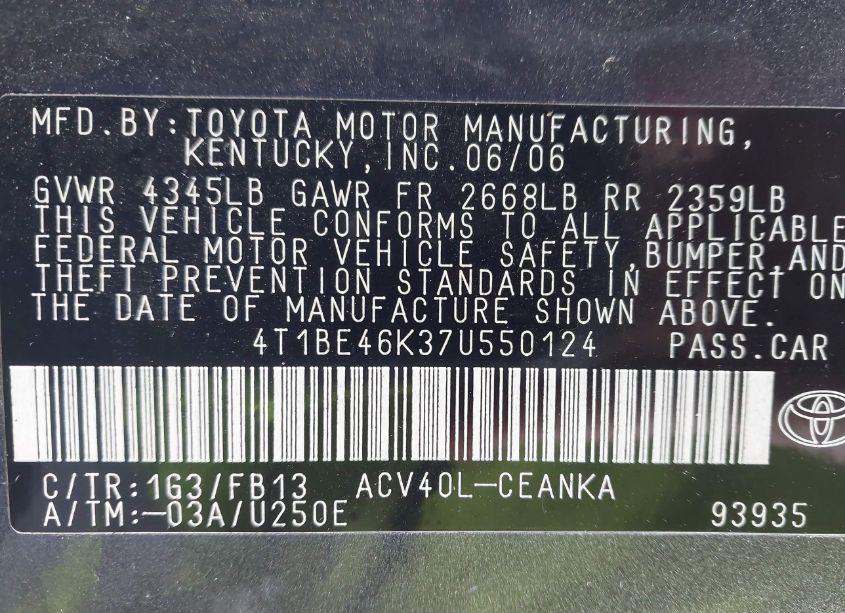 MFD.BY:TOYOTA MOTOR MANUFACTURING,
KENTUCKY,INC.06/06
GVWR 4345LB GAWR FR 2668LB RR 2359LB
THIS VEHICLE CONFORMS TO ALL APPLICABLE
FEDERAL MOTOR VEHICLE SAFETY,BUMPER,AND
THEFT PREVENTION STANDARDS IN EFFECT ON
THE DATE OF MANUFACTURE SHOWN ABOVE.
4T1BE46K37U550124 PASS.CAR
C/TR:1G3/FB13 ACV40L-CEANKA
A/TM:-03A/U250E 93935